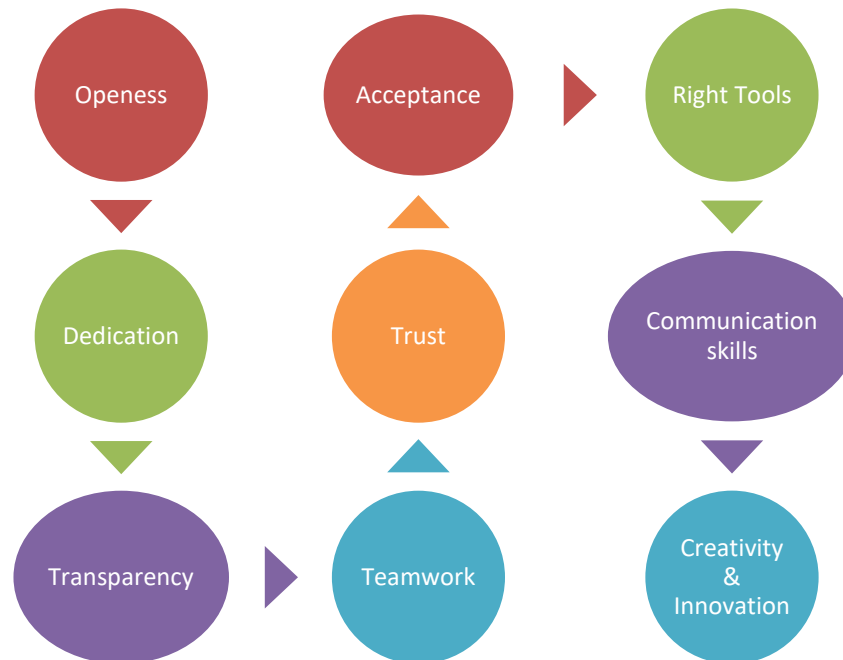 Openess
Dedication
Transparency
Teamwork
Trust
Acceptance
Right Tools
Communication
skills
Creativity
&
Innovation